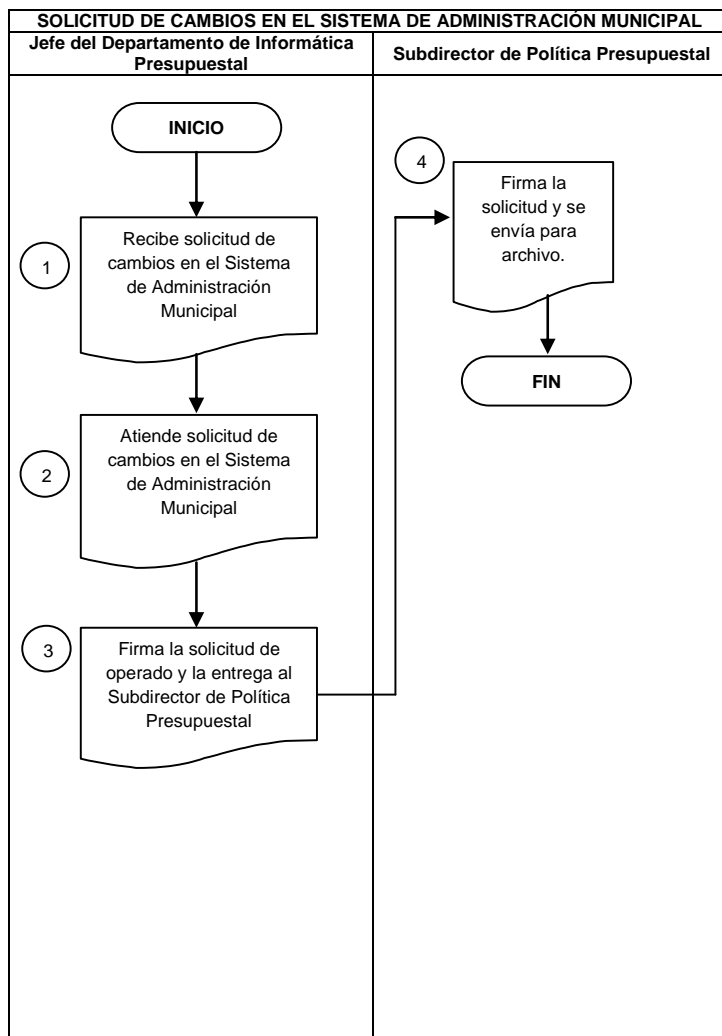 SOLICITUD DE CAMBIOS EN EL SISTEMA DE ADMINISTRACIÓN MUNICIPAL
Jefe del Departamento de Informática
Presupuestal
Subdirector de Política Presupuestal
INICIO
1
Recibe solicitud de
cambios en el Sistema
de Administración
Municipal
2
Atiende solicitud de
cambios en el Sistema
de Administración
Municipal
3
Firma la solicitud de
operado y la entrega al
Subdirector de Política
Presupuestal
4
Firma la
solicitud y se
envía para
archivo.
FIN